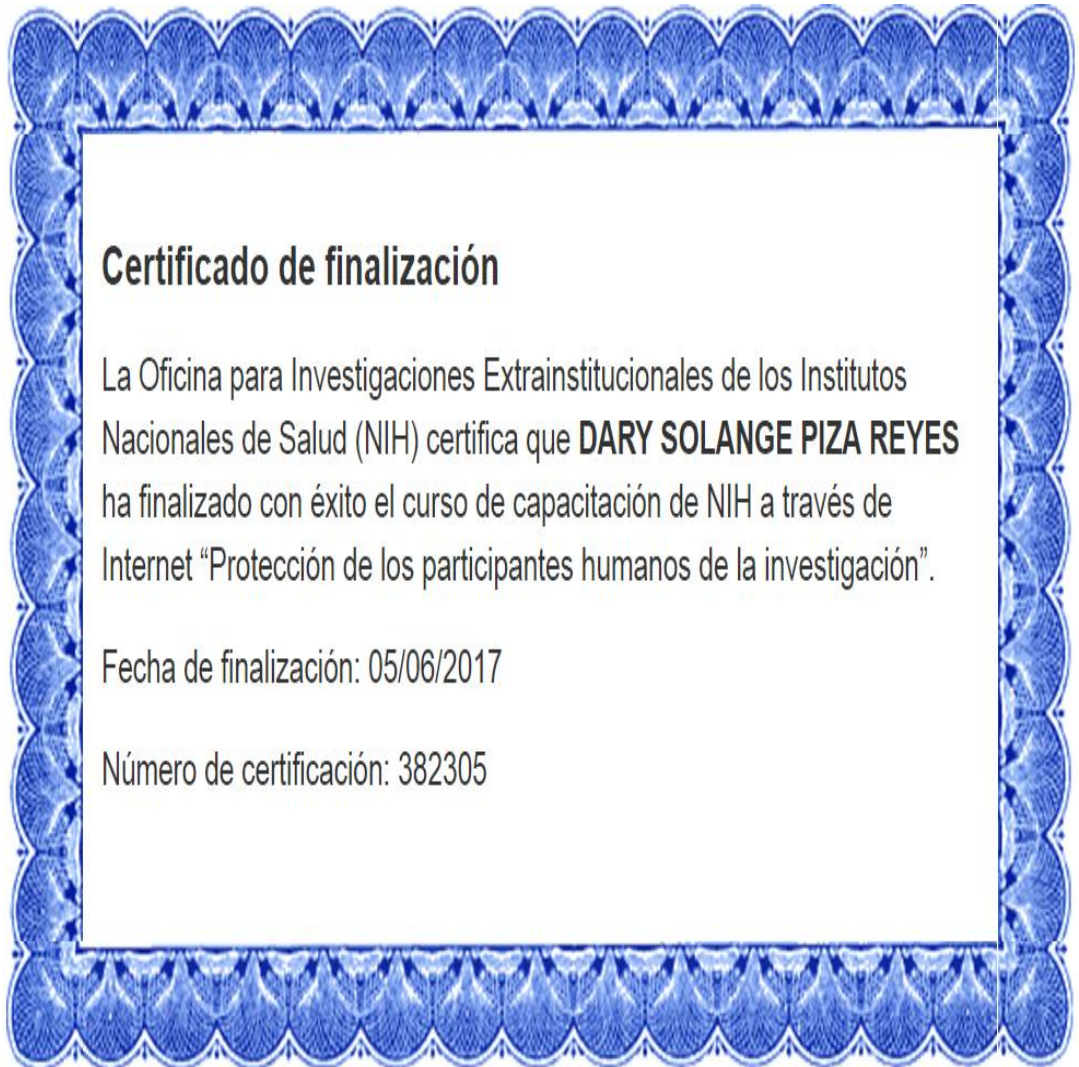 Certificado de finalización
La Oficina para Investigaciones Extrainstitucionales de los Institutos
Nacionales de Salud (NIH) certifica que DARY SOLANGE PIZA REYES
ha finalizado con éxito el curso de capacitación de NIH a través de
Internet “Protección de los participantes humanos de la investigación”.
Fecha de finalización: 05/06/2017
Número de certificación: 382305